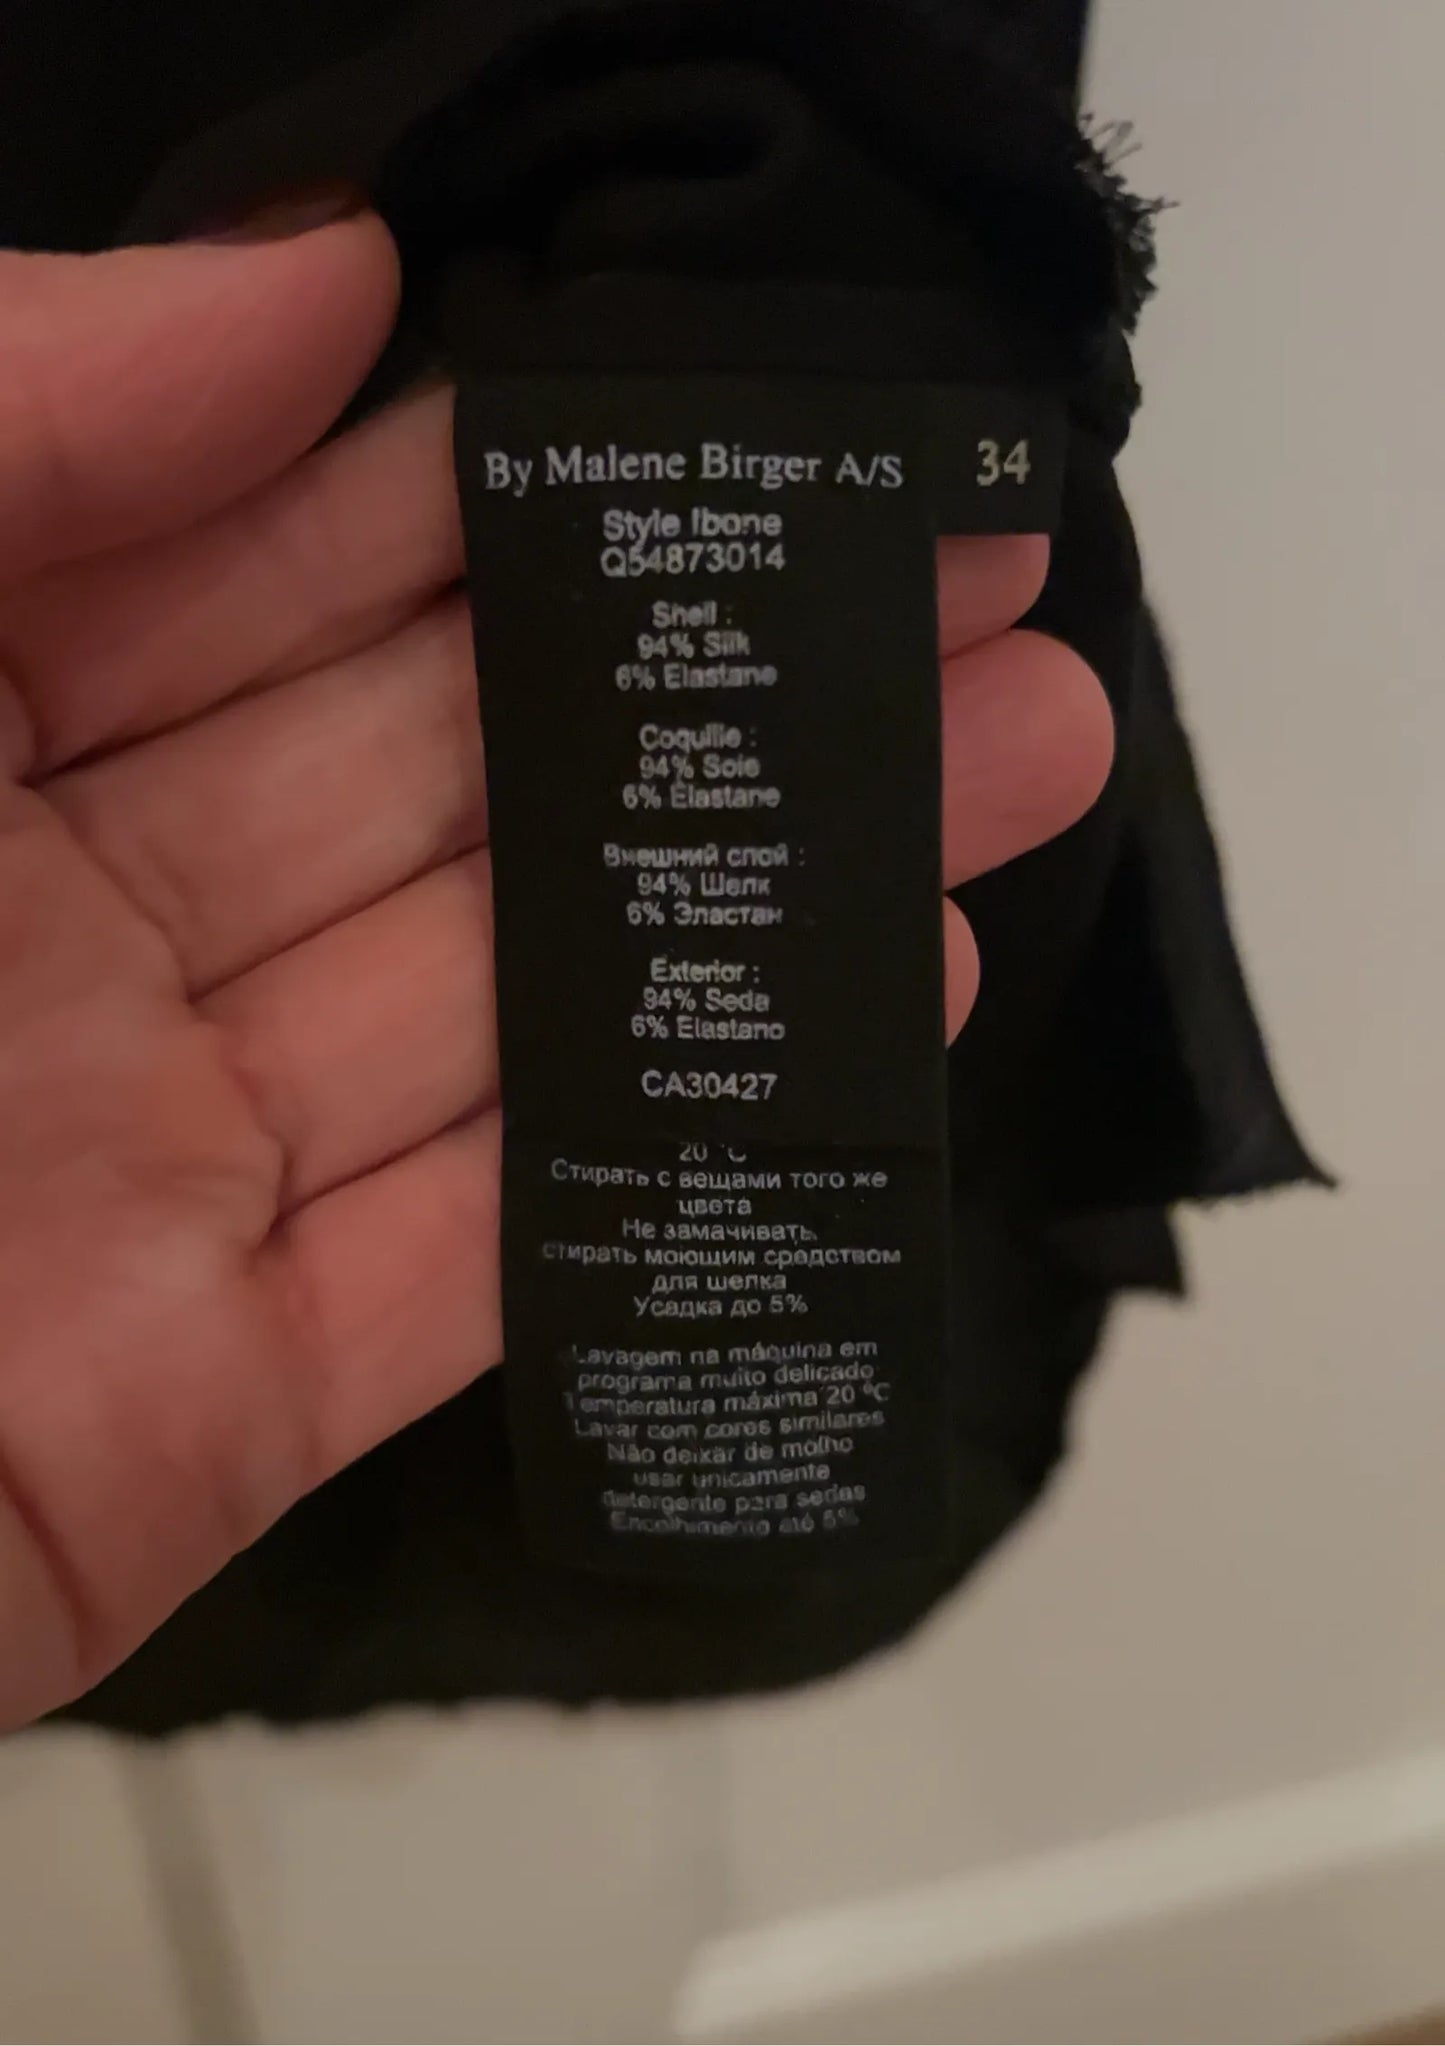 By Malene Birger A/S 34
Style Ibone
Q54873014
Shell :
94% Silk
6% Elastane
Coquille :
94% Soie
6% Élastane
Внешний слой :
94% Шелк
6% Эластан
Exterior :
94% Seda
6% Elastano
CA30427
20 °C
Стирать с вещами того же
цвета
Не замачивать.
стирать моющим средством
для шелка
Усадка до 5%
Lavagem na máquina em
programa muito delicado
Temperatura máxima 20 °C
Lavar com cores similares
Não deixar de molho
usar unicamente
detergente para sedas
Encolhimento até 5%